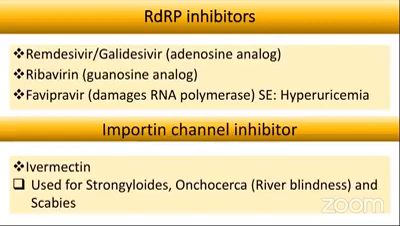 RdRP inhibitors
❖Remdesivir/Galidesivir (adenosine analog)
❖Ribavirin (guanosine analog)
❖Favipravir (damages RNA polymerase) SE: Hyperuricemia
Importin channel inhibitor
❖Ivermectin
❑ Used for Strongyloides, Onchocerca (River blindness) and
Scabies
zoom